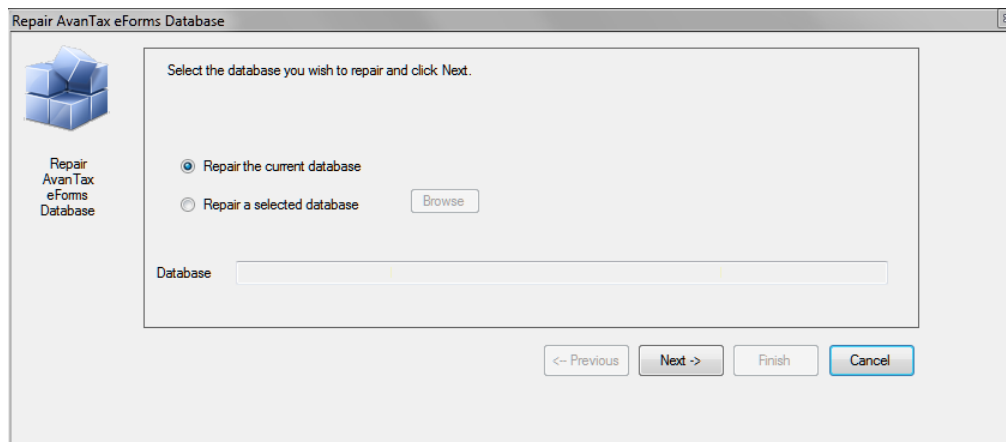 Repair AvanTax eForms Database
Select the database you wish to repair and click Next.
Repair
AvanTax
eForms
Database
Repair the current database
Repair a selected database
Browse
Database
<-- Previous
Next ->
Finish
Cancel